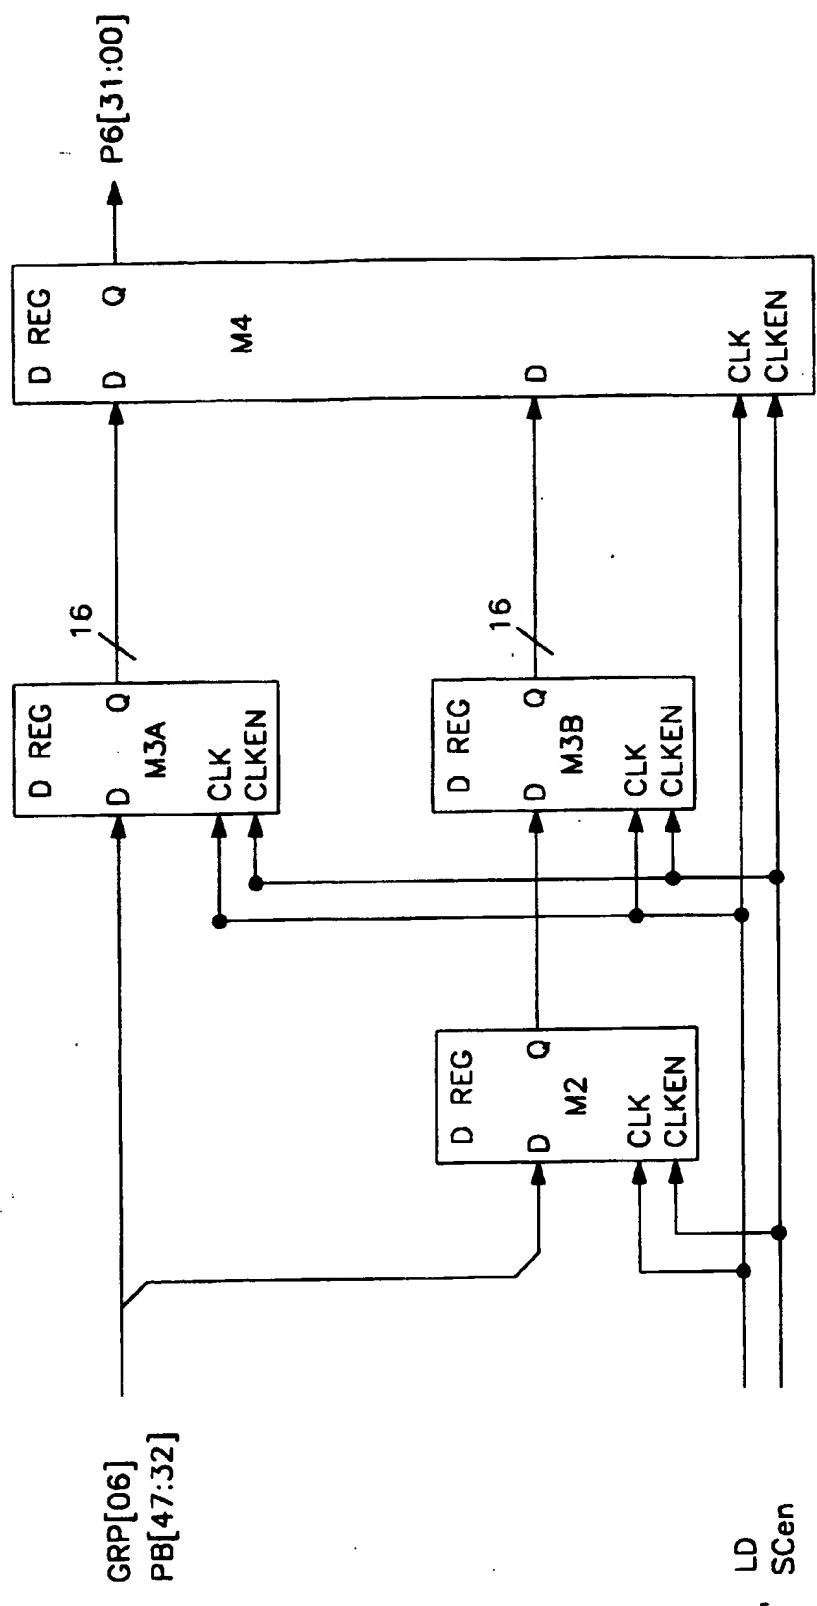 GRP[06]
PB[47:32]
LD
SCen
D REG
D Q
M2
CLK
CLKEN
D REG
D Q
M3A
CLK
CLKEN
16
D REG
D Q
M3B
CLK
CLKEN
16
D REG
D Q
M4
D
CLK
CLKEN
P6[31:00]